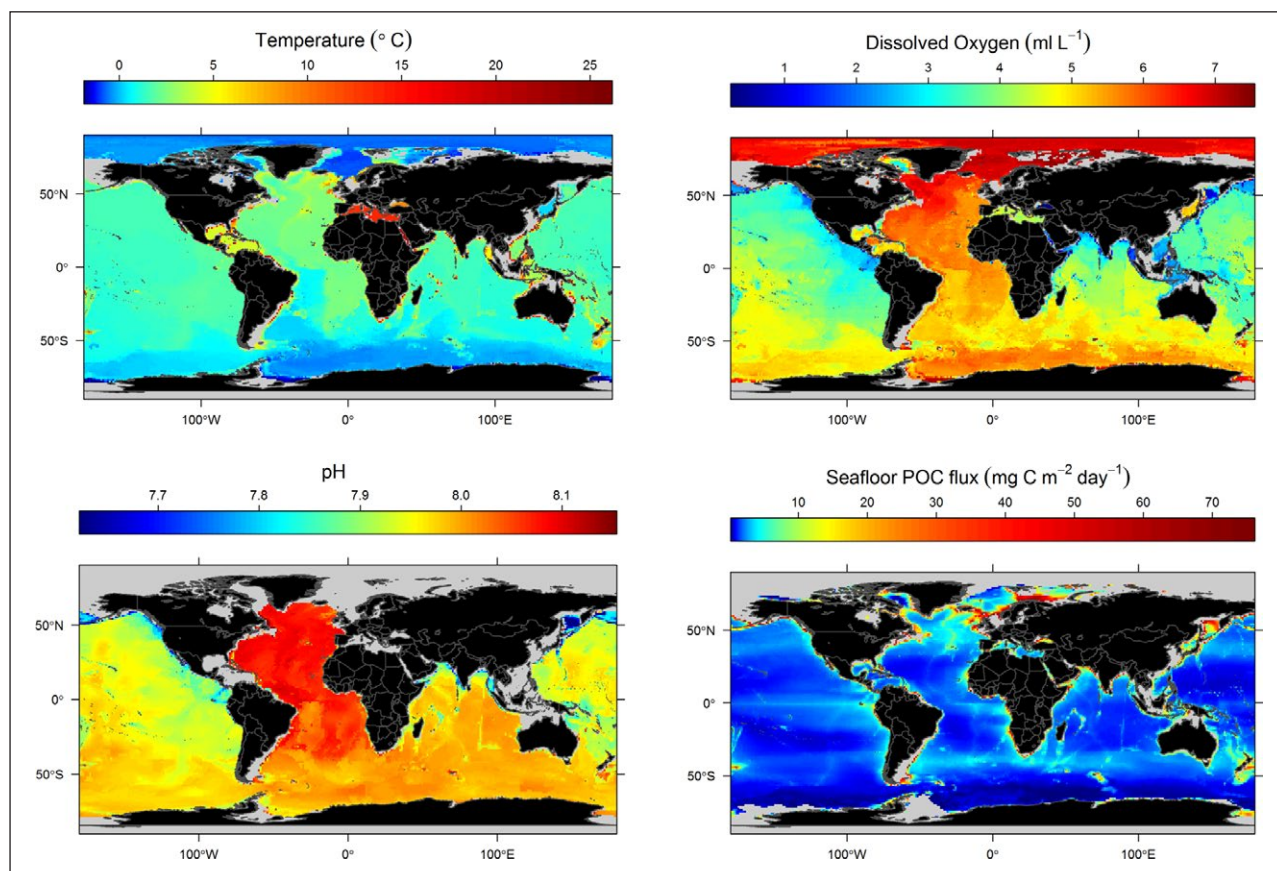 Temperature (° C)
0 5 10 15 20 25
50°N
0°
50°S
100°W 0° 100°E
Dissolved Oxygen (ml L⁻¹)
1 2 3 4 5 6 7
50°N
0°
50°S
100°W 0° 100°E
pH
7.7 7.8 7.9 8.0 8.1
50°N
0°
50°S
100°W 0° 100°E
Seafloor POC flux (mg C m⁻² day⁻¹)
10 20 30 40 50 60 70
50°N
0°
50°S
100°W 0° 100°E